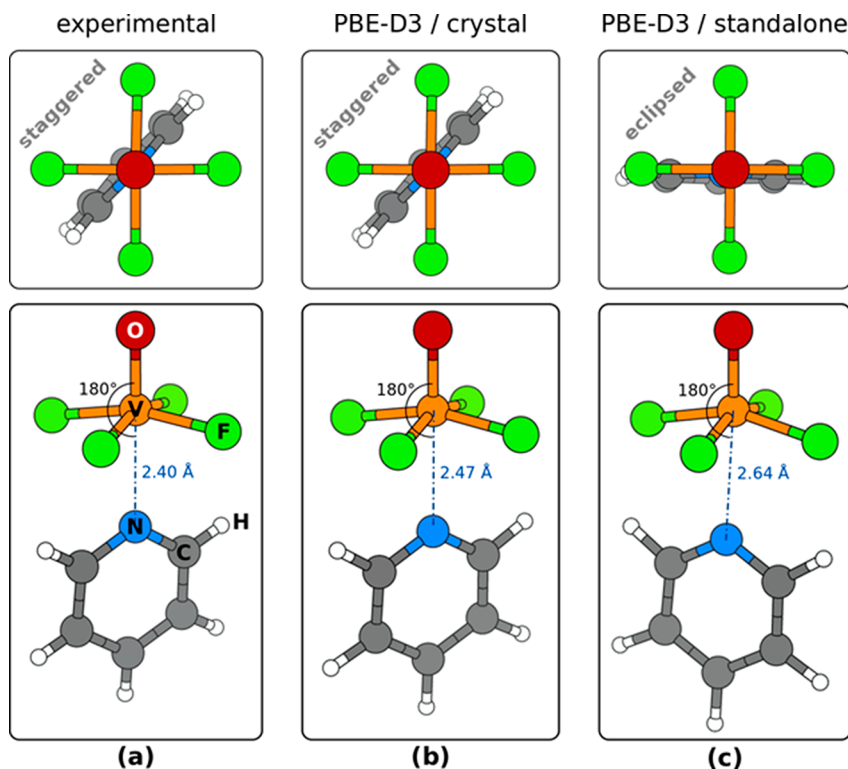 experimental
PBE-D3 / crystal
PBE-D3 / standalone
staggered
staggered
eclipsed
O
180°
V
F
2.40 Å
N
C
H
180°
2.47 Å
180°
2.64 Å
(a)
(b)
(c)